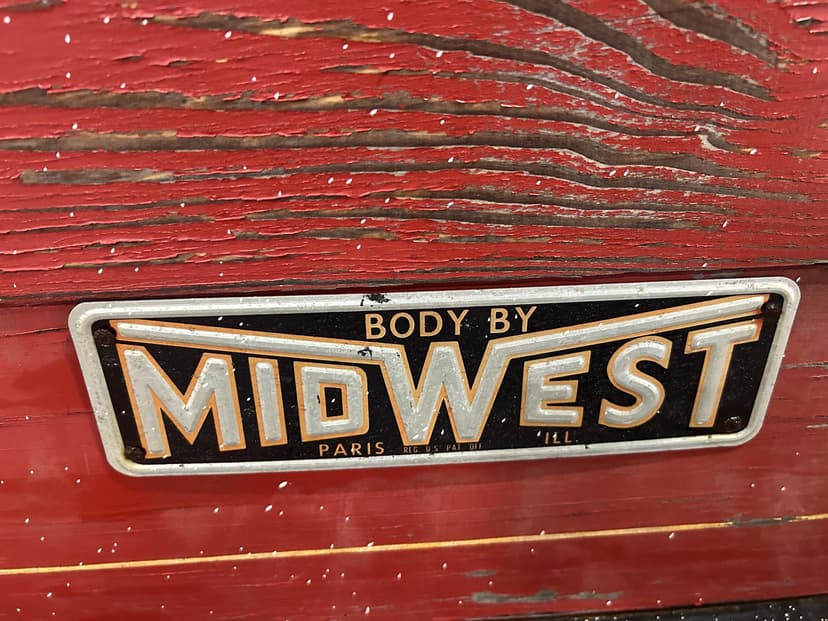 BODY BY
MIDWEST
PARIS REG. U.S. PAT. OFF. ILL.